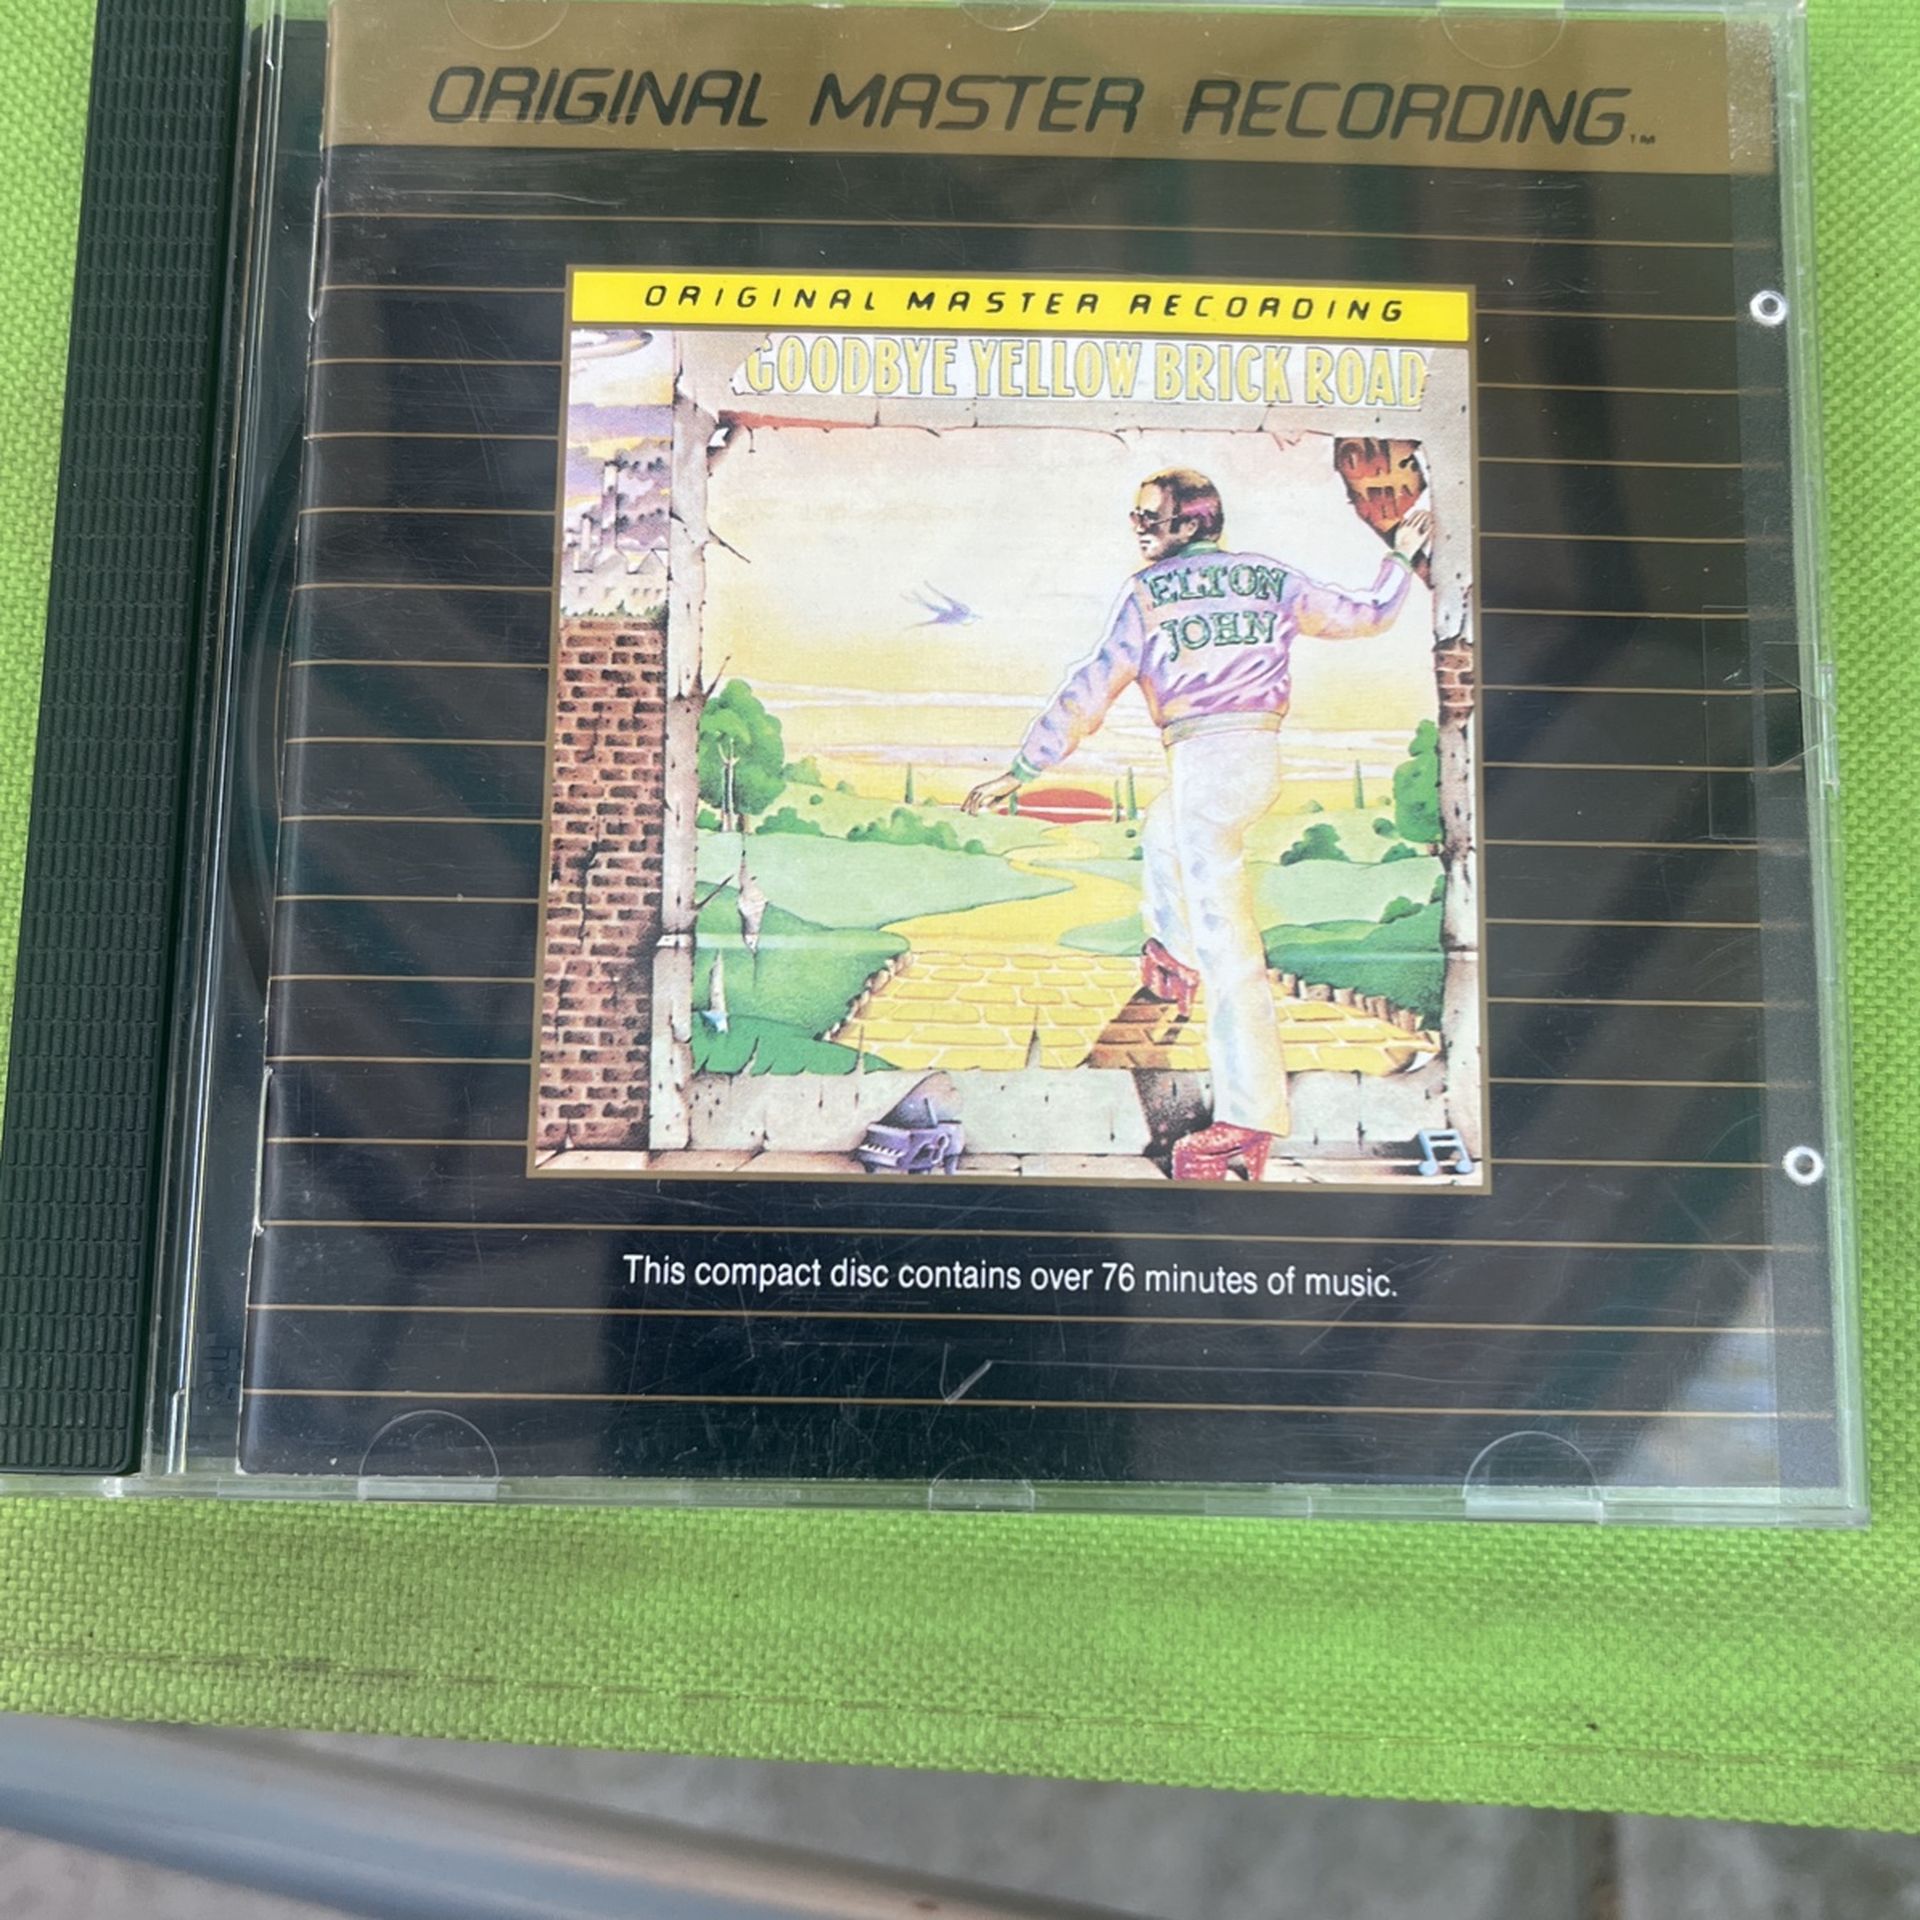 ORIGINAL MASTER RECORDING™
ORIGINAL MASTER RECORDING
GOODBYE YELLOW BRICK ROAD
ELTON
JOHN
This compact disc contains over 76 minutes of music.